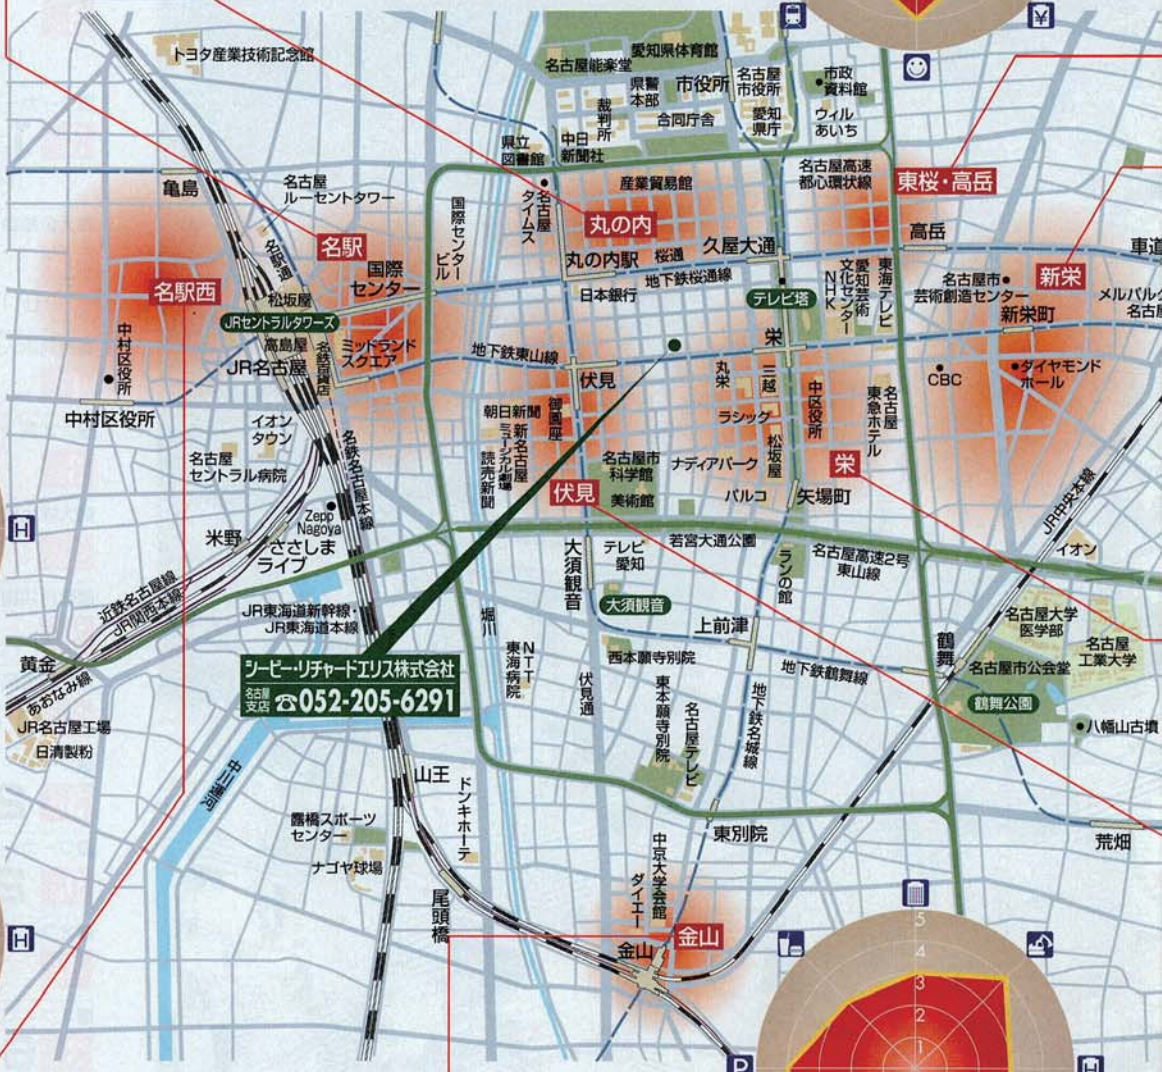 ¥
トヨタ産業技術記念館
愛知県体育館
名古屋能楽堂
県警
本部
市役所
名古屋
市役所
市政
資料館
裁判所
合同庁舎
愛知
県庁
ウィル
あいち
県立
図書館
中日
新聞社
名古屋高速
都心環状線
産業貿易館
東桜・高岳
亀島
名古屋
ルーセントタワー
名古屋
タイムス
国際センター
ビル
丸の内
名駅
名駅通
久屋大通
高岳
車道
国際
センター
丸の内駅
桜通
地下鉄桜通線
日本銀行
テレビ塔
NHK
愛知芸術
文化センター
東海テレビ
名古屋市
芸術創造センター
新栄
新栄町
メルパルク
名古屋
名駅西
松坂屋
JRセントラルタワーズ
高島屋
JR名古屋
名鉄百貨店
ミッドランド
スクエア
地下鉄東山線
伏見
栄
丸栄
三越
中区役所
名古屋
東急ホテル
CBC
ダイヤモンド
ホール
中村区役所
中村区役所
イオン
タウン
名古屋
セントラル病院
名鉄名古屋本線
朝日新聞
新名古屋
ミュージカル劇場
読売新聞
御園座
ラシック
松坂屋
ナディアパーク
パルコ
栄
名古屋市
科学館
美術館
伏見
矢場町
JR中央本線
イオン
H
Zepp
Nagoya
米野
ささしま
ライブ
近鉄名古屋線
JR関西本線
大須観音
テレビ
愛知
若宮大通公園
ランの館
名古屋高速2号
東山線
大須観音
上前津
JR東海道新幹線・
JR東海道本線
堀川
NTT
東海病院
西本願寺別院
地下鉄鶴舞線
鶴舞
名古屋大学
医学部
名古屋
工業大学
名古屋市公会堂
鶴舞公園
八幡山古墳
黄金
あおなみ線
JR名古屋工場
日清製粉
シービー・リチャードエリス株式会社
名古屋
支店
☎052-205-6291
伏見通
東本願寺別院
名古屋テレビ
地下鉄名城線
中川運河
山王
ドンキホーテ
露橋スポーツ
センター
ナゴヤ球場
東別院
荒畑
尾頭橋
中京大学会館
ダイエー
金山
金山
H
5
4
3
2
1
P
H